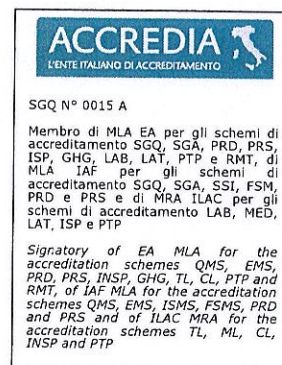 ACCREDIA
L'ENTE ITALIANO DI ACCREDITAMENTO
SGQ N° 0015 A
Membro di MLA EA per gli schemi di
accreditamento SGQ, SGA, PRD, PRS,
ISP, GHG, LAB, LAT, PTP e RMT, di
MLA IAF per gli schemi di
accreditamento SGQ, SGA, SSI, FSM,
PRD e PRS e di MRA ILAC per gli
schemi di accreditamento LAB, MED,
LAT, ISP e PTP
Signatory of EA MLA for the
accreditation schemes QMS, EMS,
PRD, PRS, INSP, GHG, TL, CL, PTP and
RMT, of IAF MLA for the accreditation
schemes QMS, EMS, ISMS, FSMS, PRD
and PRS and of ILAC MRA for the
accreditation schemes TL, ML, CL,
INSP and PTP